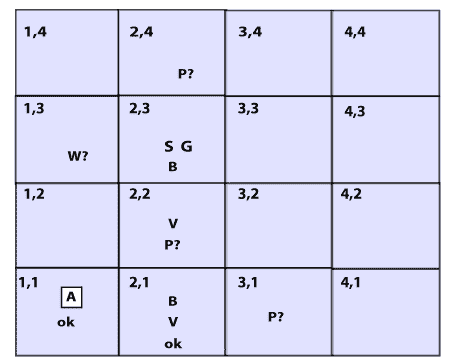 1,4 2,4 3,4 4,4
P?
1,3 2,3 3,3 4,3
W? S G
B
1,2 2,2 3,2 4,2
V
P?
1,1 2,1 3,1 4,1
A B P?
ok V
ok